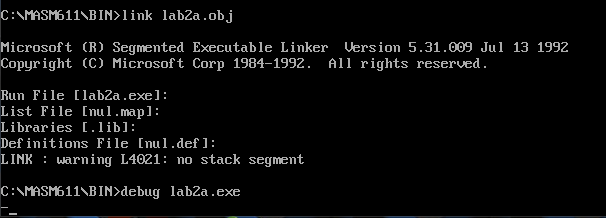 C:\MASM611\BIN>link lab2a.obj
Microsoft (R) Segmented Executable Linker  Version 5.31.009 Jul 13 1992
Copyright (C) Microsoft Corp 1984-1992.  All rights reserved.
Run File [lab2a.exe]:
List File [nul.map]:
Libraries [.lib]:
Definitions File [nul.def]:
LINK : warning L4021: no stack segment
C:\MASM611\BIN>debug lab2a.exe
-_